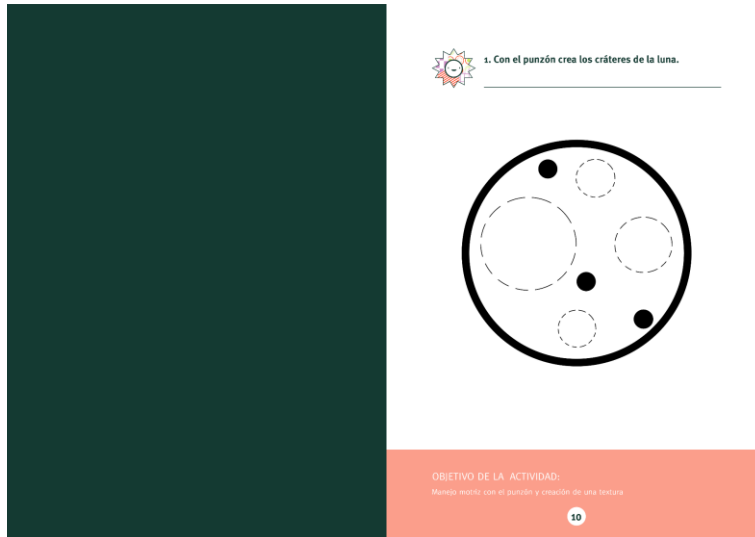 1. Con el punzón crea los cráteres de la luna.
OBJETIVO DE LA ACTIVIDAD:
Manejo motriz con el punzón y creación de una textura
10